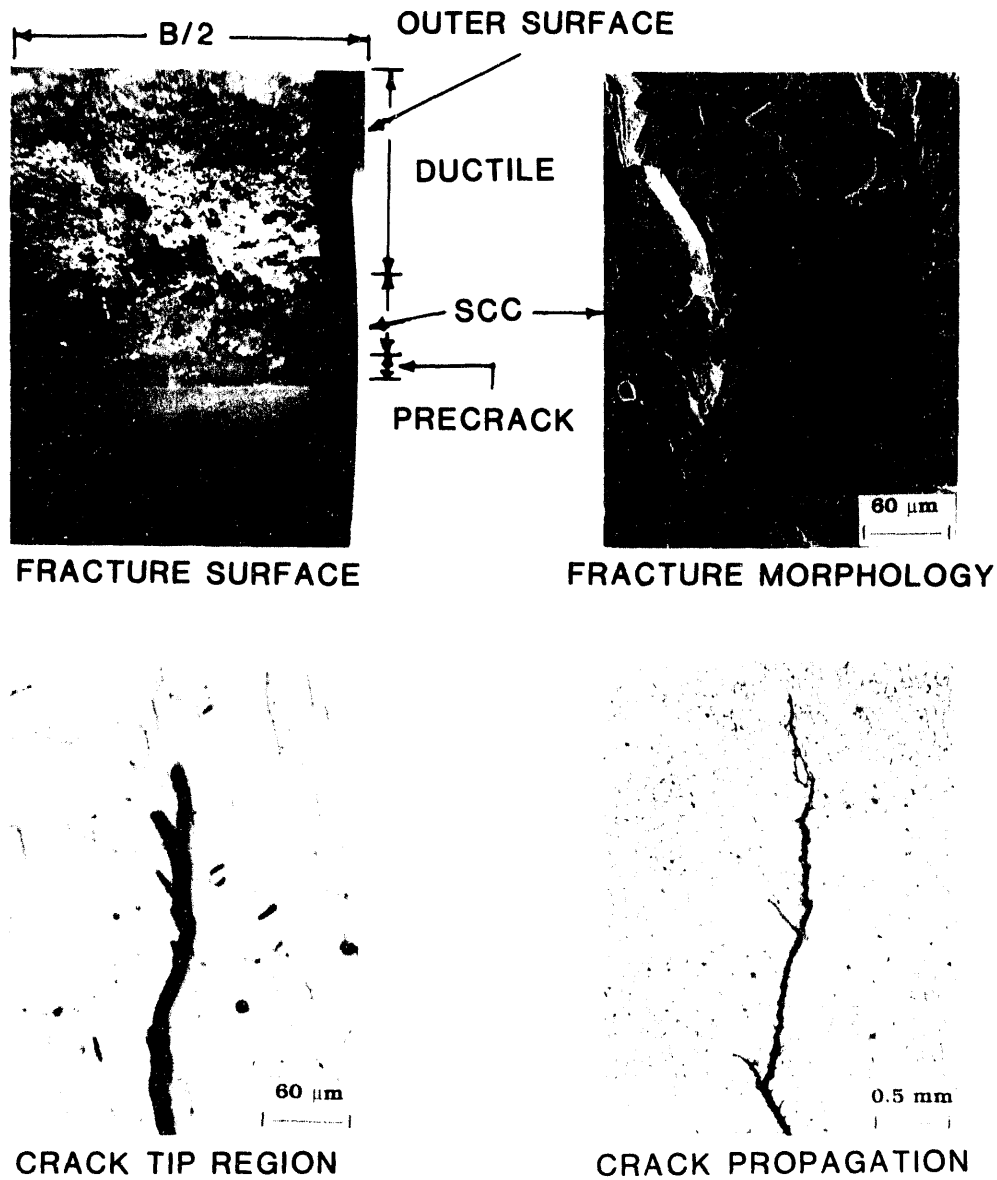 B/2
OUTER SURFACE
DUCTILE
SCC
PRECRACK
60 μm
FRACTURE SURFACE
FRACTURE MORPHOLOGY
60 μm
0.5 mm
CRACK TIP REGION
CRACK PROPAGATION